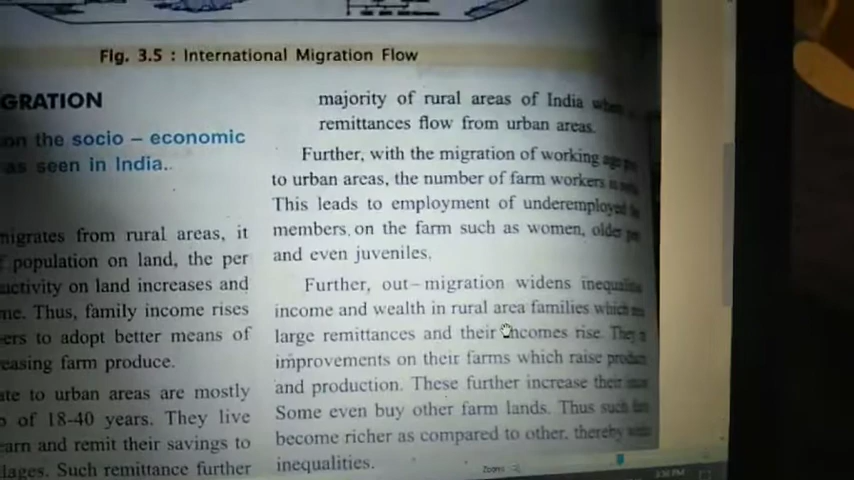 Fig. 3.5 : International Migration Flow
GRATION
on the socio – economic
as seen in India..
migrates from rural areas, it
population on land, the per
uctivity on land increases and
me. Thus, family income rises
ers to adopt better means of
easing farm produce.
ate to urban areas are mostly
of 18-40 years. They live
earn and remit their savings to
lages. Such remittance further
majority of rural areas of India
remittances flow from urban areas.
Further, with the migration of working age
to urban areas, the number of farm workers
This leads to employment of underemployed
members, on the farm such as women, older
and even juveniles.
Further, out-migration widens
income and wealth in rural area families which
large remittances and their incomes rise. They
improvements on their farms which raise
and production. These further increase their
Some even buy other farm lands. Thus such
become richer as compared to other, thereby
inequalities.
Zoom: